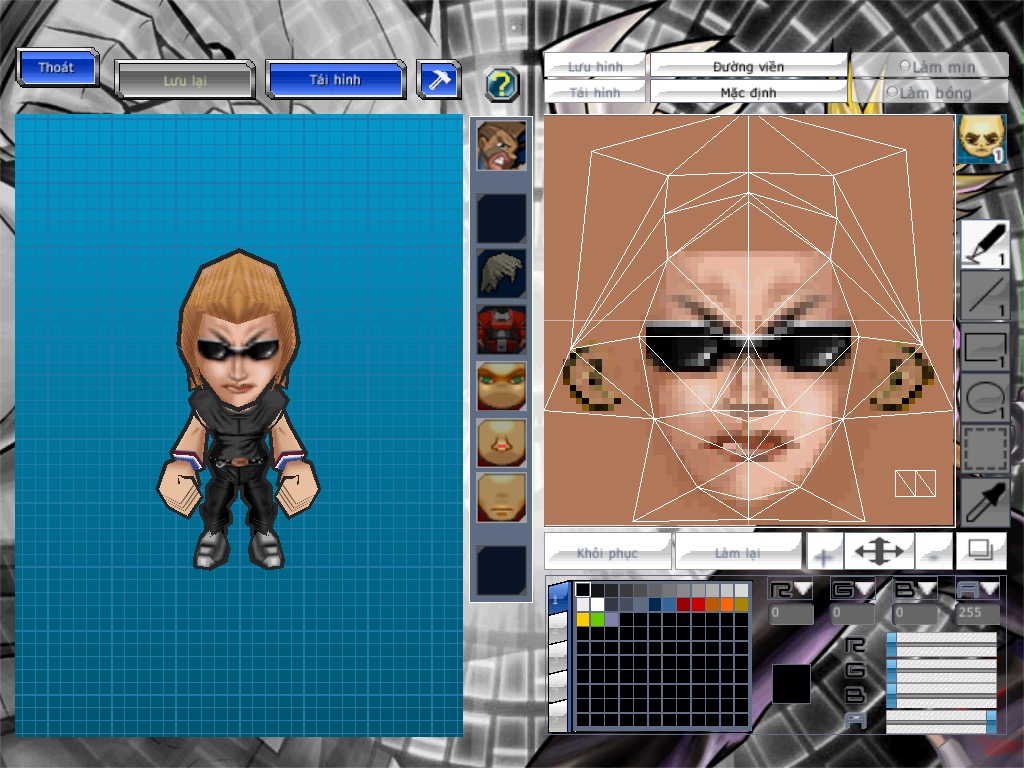 Thoát
Lưu lại
Tải hình
?
Lưu hình
Đường viền
Làm mịn
Tải hình
Mặc định
Làm bóng
1
1
1
1
1
Khôi phục
Làm lại
+
-
1
R G B A
0 0 0 255
R
G
B
A